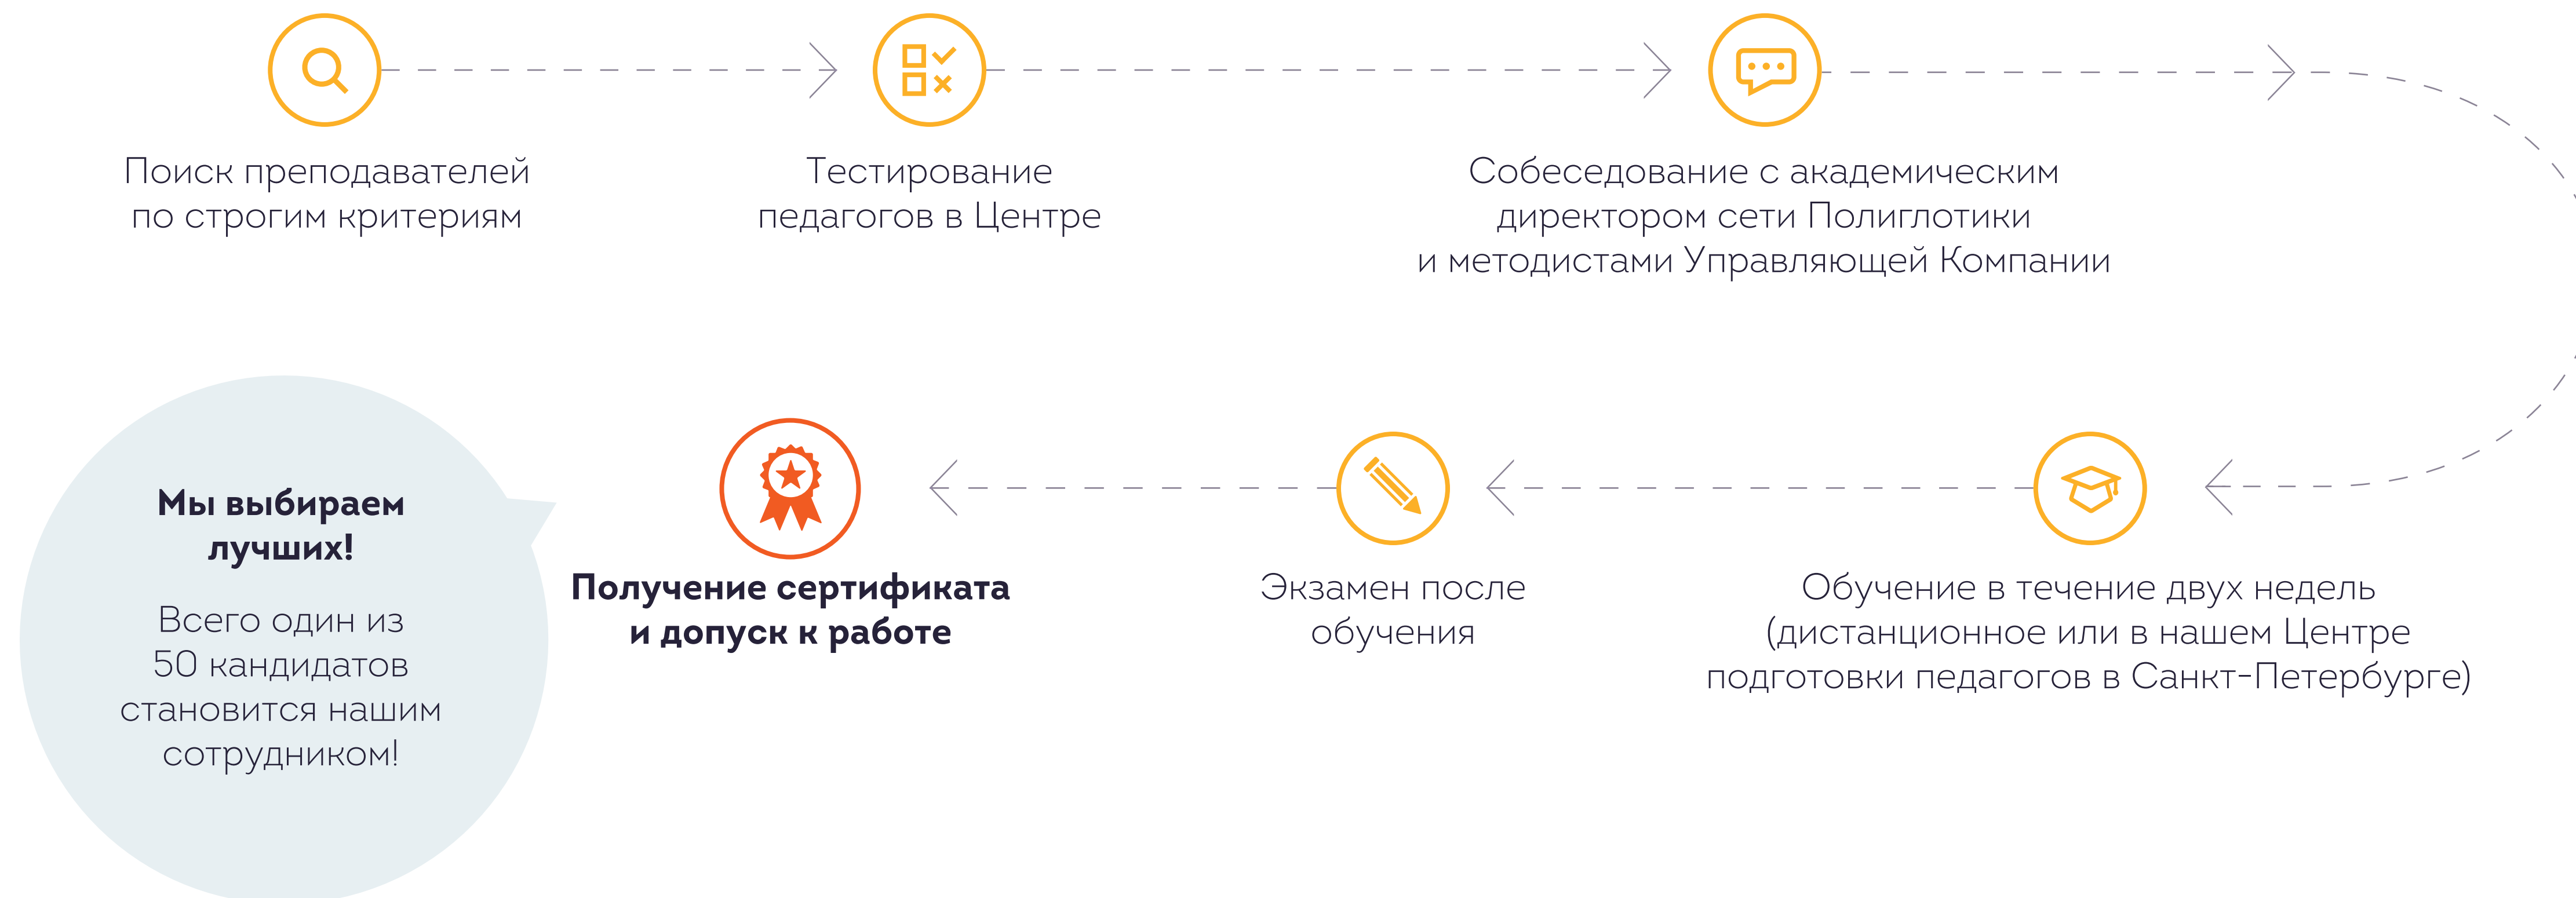 Поиск преподавателей
по строгим критериям
Тестирование
педагогов в Центре
Собеседование с академическим
директором сети Полиглотики
и методистами Управляющей Компании
Обучение в течение двух недель
(дистанционное или в нашем Центре
подготовки педагогов в Санкт-Петербурге)
Экзамен после
обучения
Получение сертификата
и допуск к работе
Мы выбираем
лучших!
Всего один из
50 кандидатов
становится нашим
сотрудником!